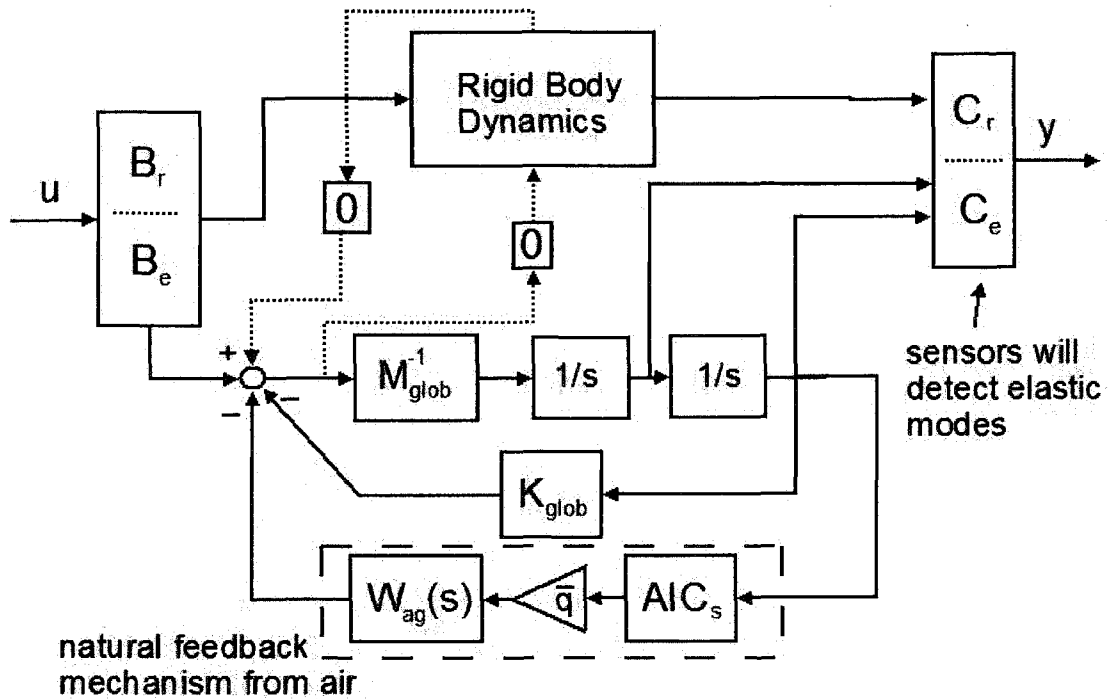 Rigid Body
Dynamics
u
B_r
B_e
0
0
C_r
C_e
y
+
−
−
M_glob^-1
1/s
1/s
sensors will
detect elastic
modes
K_glob
W_ag(s)
q̅
AIC_s
natural feedback
mechanism from air